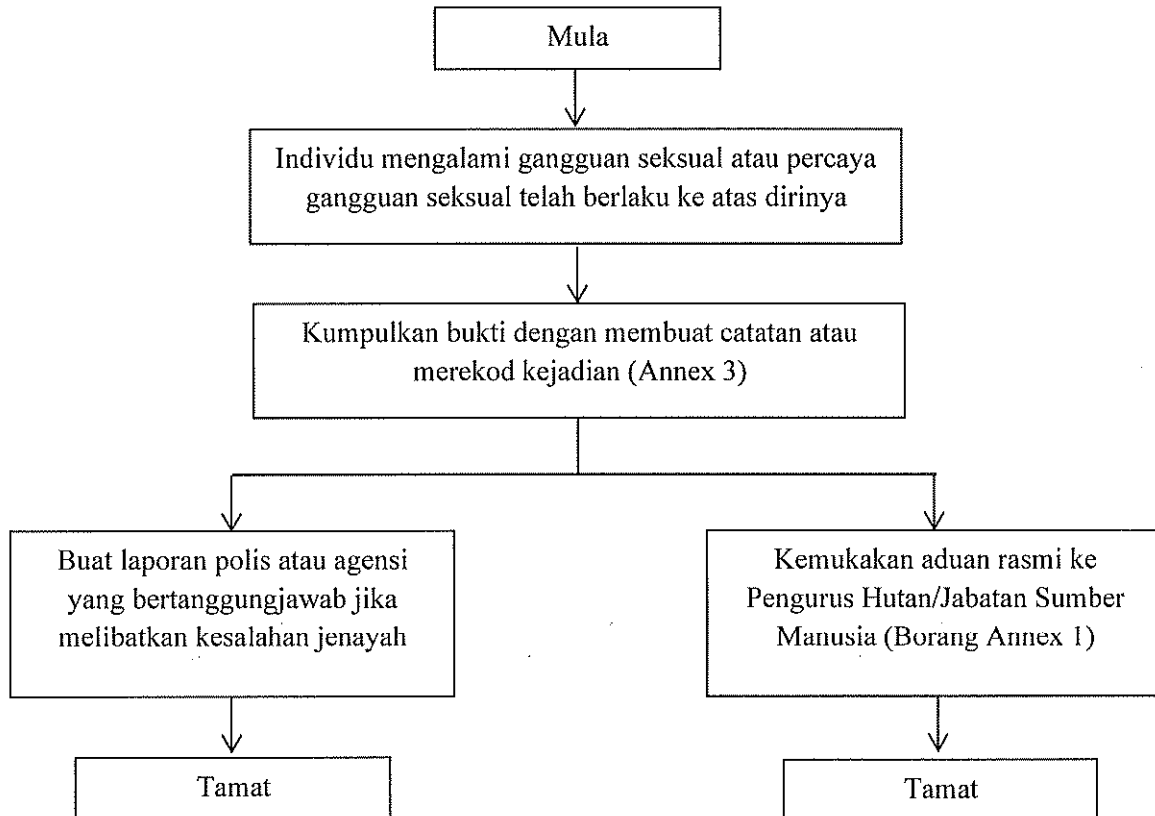 Mula
Individu mengalami gangguan seksual atau percaya
gangguan seksual telah berlaku ke atas dirinya
Kumpulkan bukti dengan membuat catatan atau
merekod kejadian (Annex 3)
Buat laporan polis atau agensi
yang bertanggungjawab jika
melibatkan kesalahan jenayah
Kemukakan aduan rasmi ke
Pengurus Hutan/Jabatan Sumber
Manusia (Borang Annex 1)
Tamat
Tamat